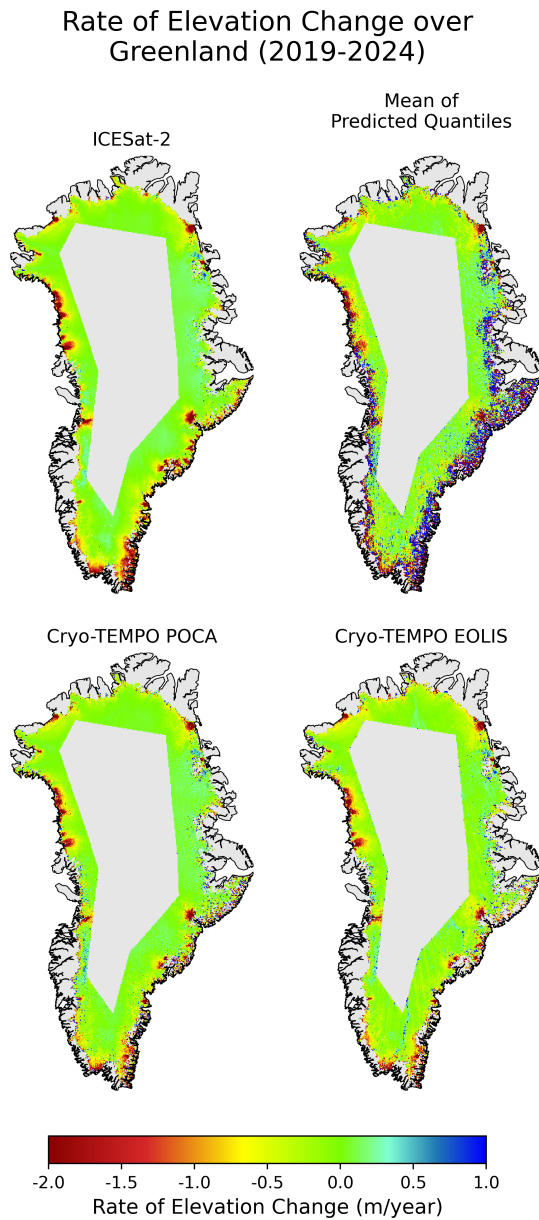 Rate of Elevation Change over
Greenland (2019-2024)
ICESat-2
Mean of
Predicted Quantiles
Cryo-TEMPO POCA
Cryo-TEMPO EOLIS
-2.0 -1.5 -1.0 -0.5 0.0 0.5 1.0
Rate of Elevation Change (m/year)